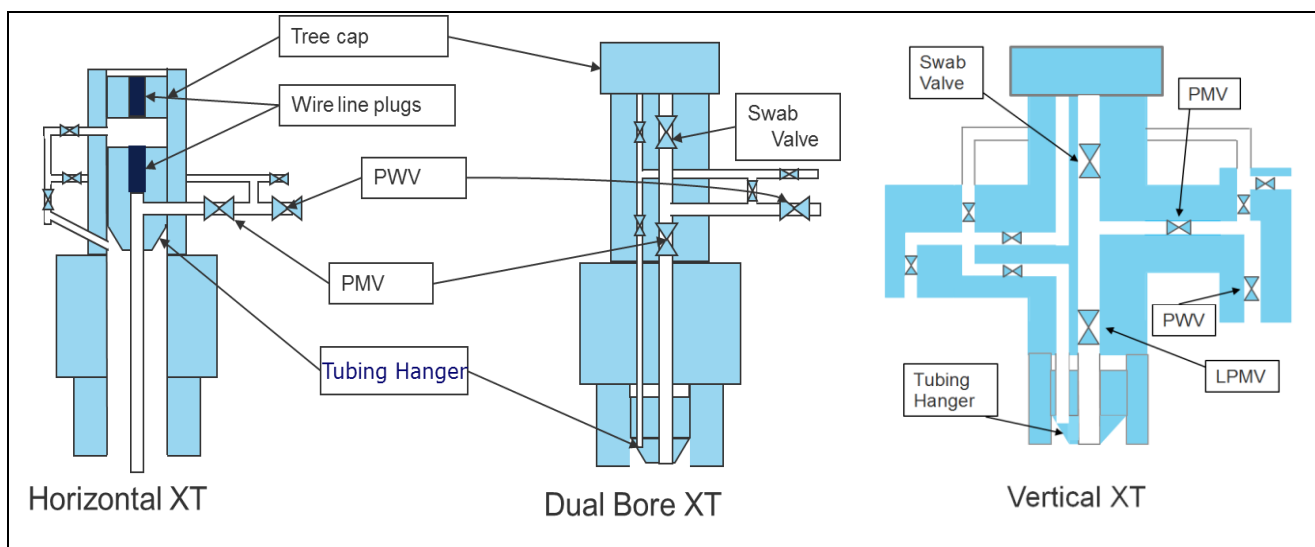 Tree cap
Wire line plugs
PWV
PMV
Tubing Hanger
Horizontal XT
Swab
Valve
Dual Bore XT
Swab
Valve
PMV
PWV
LPMV
Tubing
Hanger
Vertical XT